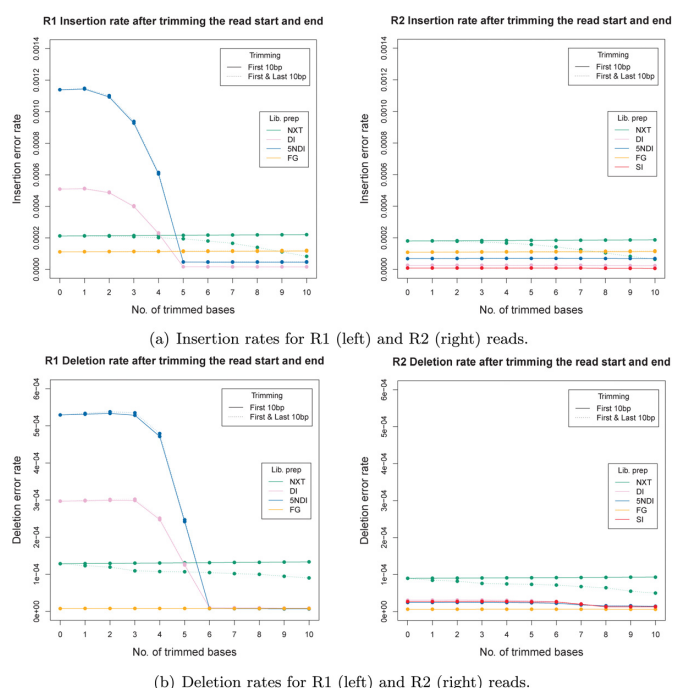 R1 Insertion rate after trimming the read start and end
R2 Insertion rate after trimming the read start and end
Insertion error rate
0.0000 0.0002 0.0004 0.0006 0.0008 0.0010 0.0012 0.0014
Trimming
First 10bp
First & Last 10bp
Lib. prep
NXT
DI
5NDI
FG
0 1 2 3 4 5 6 7 8 9 10
No. of trimmed bases
Insertion error rate
0.0000 0.0002 0.0004 0.0006 0.0008 0.0010 0.0012 0.0014
Trimming
First 10bp
First & Last 10bp
Lib. prep
NXT
DI
5NDI
FG
SI
0 1 2 3 4 5 6 7 8 9 10
No. of trimmed bases
(a) Insertion rates for R1 (left) and R2 (right) reads.
R1 Deletion rate after trimming the read start and end
R2 Deletion rate after trimming the read start and end
Deletion error rate
0e+00 1e-04 2e-04 3e-04 4e-04 5e-04 6e-04
Trimming
First 10bp
First & Last 10bp
Lib. prep
NXT
DI
5NDI
FG
0 1 2 3 4 5 6 7 8 9 10
No. of trimmed bases
Deletion error rate
0e+00 1e-04 2e-04 3e-04 4e-04 5e-04 6e-04
Trimming
First 10bp
First & Last 10bp
Lib. prep
NXT
DI
5NDI
FG
SI
0 1 2 3 4 5 6 7 8 9 10
No. of trimmed bases
(b) Deletion rates for R1 (left) and R2 (right) reads.